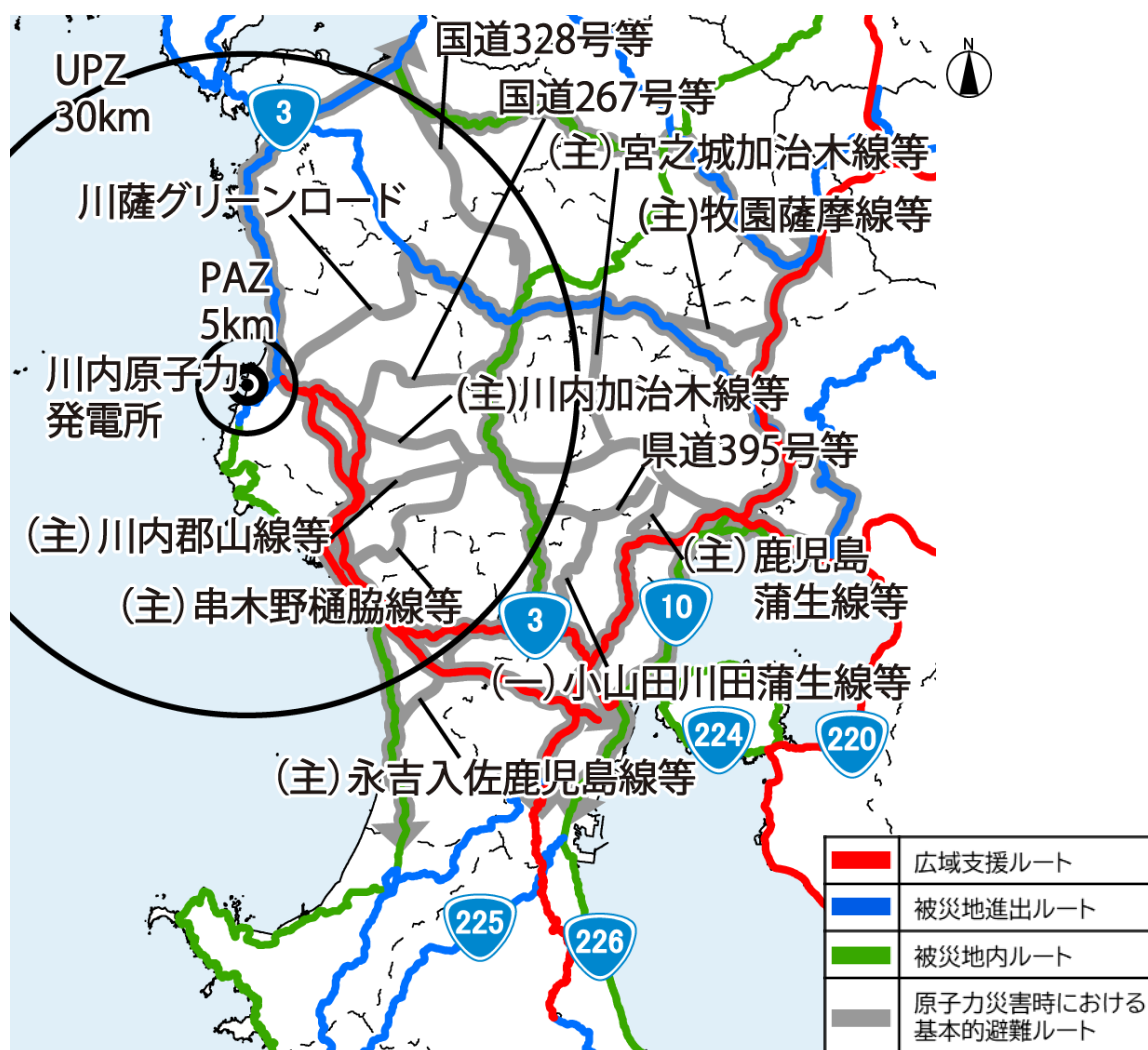 国道328号等
UPZ
30km
国道267号等
3
(主)宮之城加治木線等
川薩グリーンロード
(主)牧園薩摩線等
PAZ
5km
川内原子力
発電所
(主)川内加治木線等
県道395号等
(主)川内郡山線等
(主)鹿児島
蒲生線等
(主)串木野樋脇線等
3
10
(一)小山田川田蒲生線等
224
220
(主)永吉入佐鹿児島線等
225
226
N
広域支援ルート
被災地進出ルート
被災地内ルート
原子力災害時における
基本的避難ルート